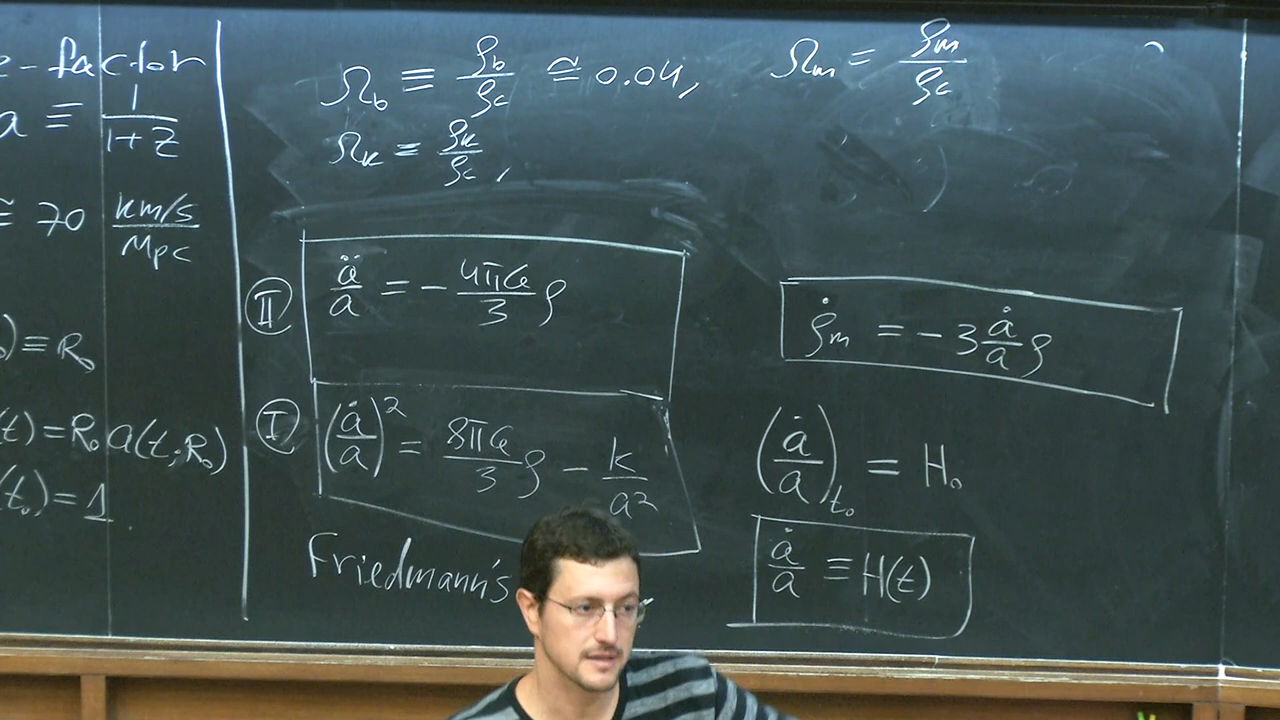 e-factor
a ≡ 1/(1+z)
≅ 70 km/s / Mpc
) ≡ R₀
(t) = R₀ a(t; R₀)
(t₀) = 1
Ω_b ≡ ρ_b/ρ_c ≅ 0.04,
Ω_m = ρ_m/ρ_c
Ω_k = ρ_k/ρ_c,
II ä/a = - 4πG/3 ρ
I (ȧ/a)² = 8πG/3 ρ - k/a²
Friedmann's
ρ̇_m = - 3 ȧ/a ρ
(ȧ/a)_t₀ = H₀
ȧ/a ≡ H(t)